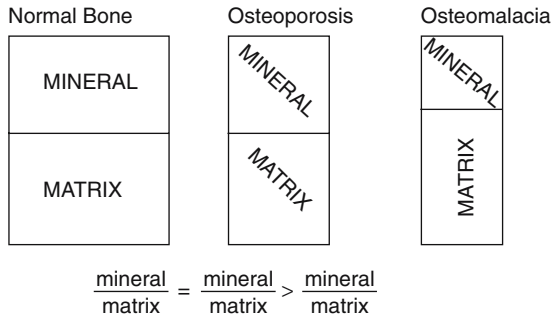 Normal Bone Osteoporosis Osteomalacia
MINERAL MINERAL MINERAL
MATRIX MATRIX MATRIX
mineral = mineral > mineral
matrix matrix matrix